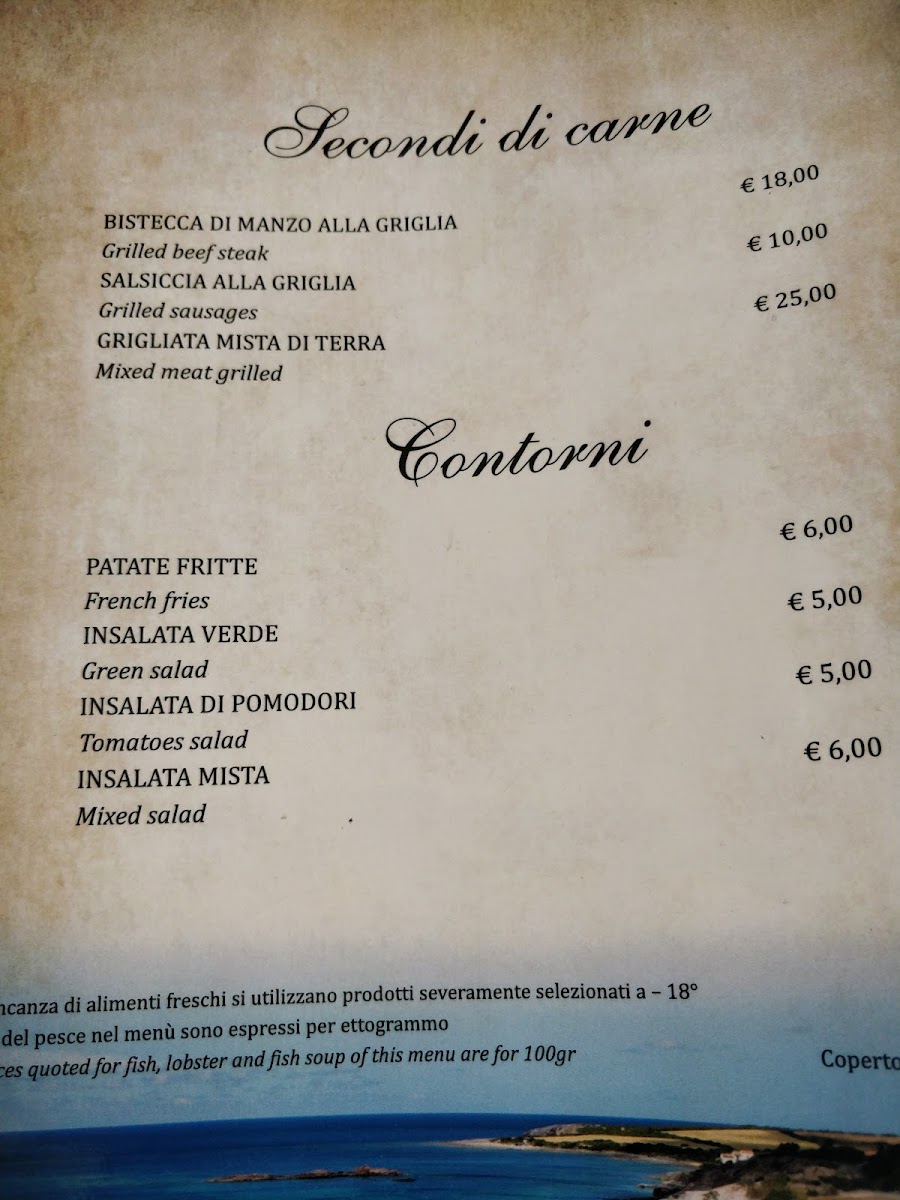 Secondi di carne
€ 18,00
BISTECCA DI MANZO ALLA GRIGLIA
Grilled beef steak
€ 10,00
SALSICCIA ALLA GRIGLIA
Grilled sausages
€ 25,00
GRIGLIATA MISTA DI TERRA
Mixed meat grilled
Contorni
€ 6,00
PATATE FRITTE
French fries
€ 5,00
INSALATA VERDE
Green salad
€ 5,00
INSALATA DI POMODORI
Tomatoes salad
€ 6,00
INSALATA MISTA
Mixed salad
di alimenti freschi si utilizzano prodotti severamente selezionati a – 18°
del pesce nel menù sono espressi per ettogrammo
quoted for fish, lobster and fish soup of this menu are for 100gr
Coperto